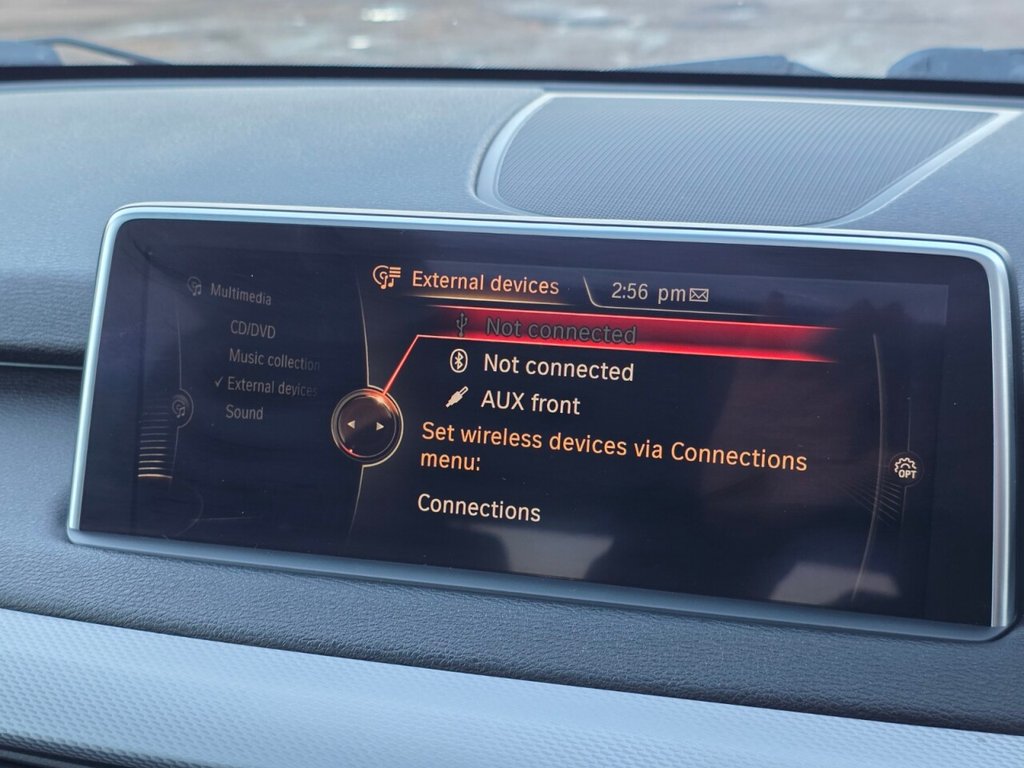 External devices
2:56 pm
Multimedia
CD/DVD
Music collection
External devices
Sound
Not connected
Not connected
AUX front
Set wireless devices via Connections
menu:
Connections
OPT